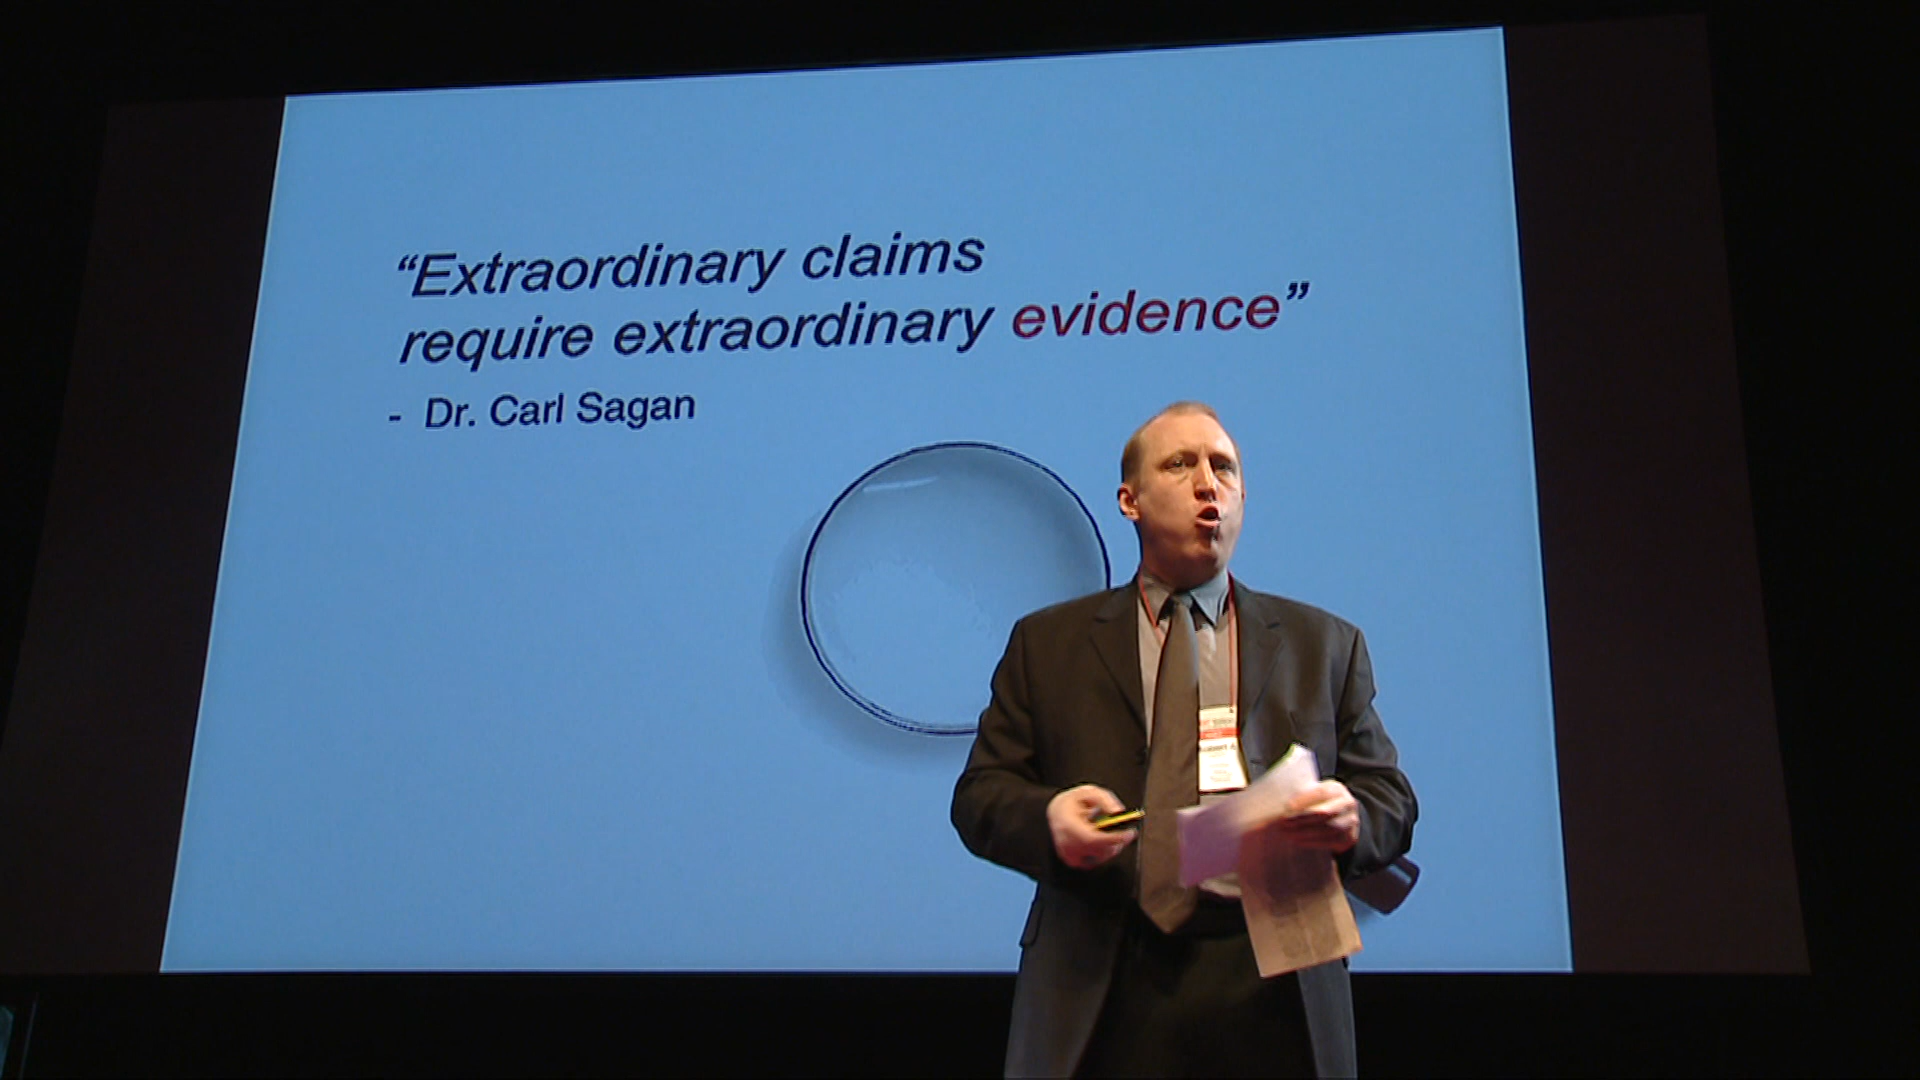 “Extraordinary claims
require extraordinary evidence”
- Dr. Carl Sagan